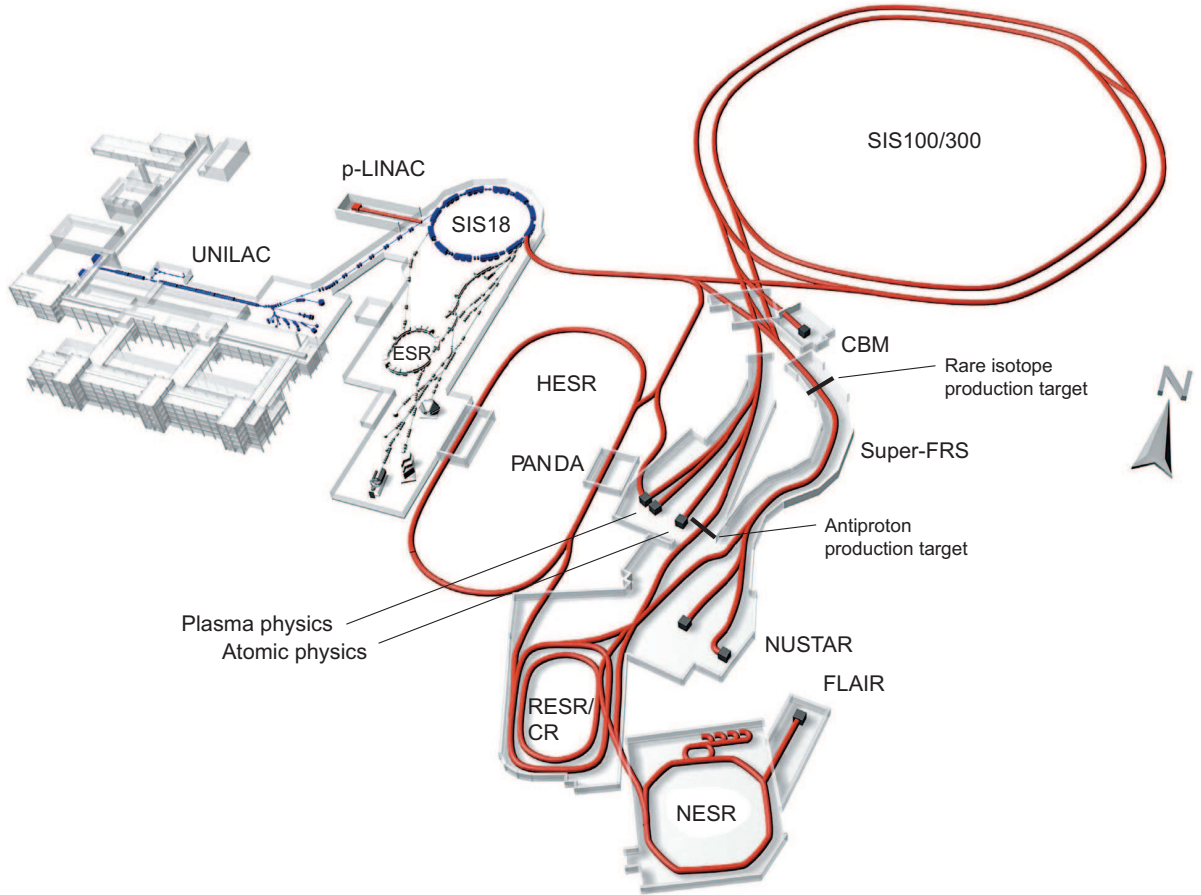 SIS100/300
p-LINAC
SIS18
UNILAC
CBM
ESR
HESR
Rare isotope
production target
N
PANDA
Super-FRS
Antiproton
production target
Plasma physics
Atomic physics
NUSTAR
FLAIR
RESR/
CR
NESR